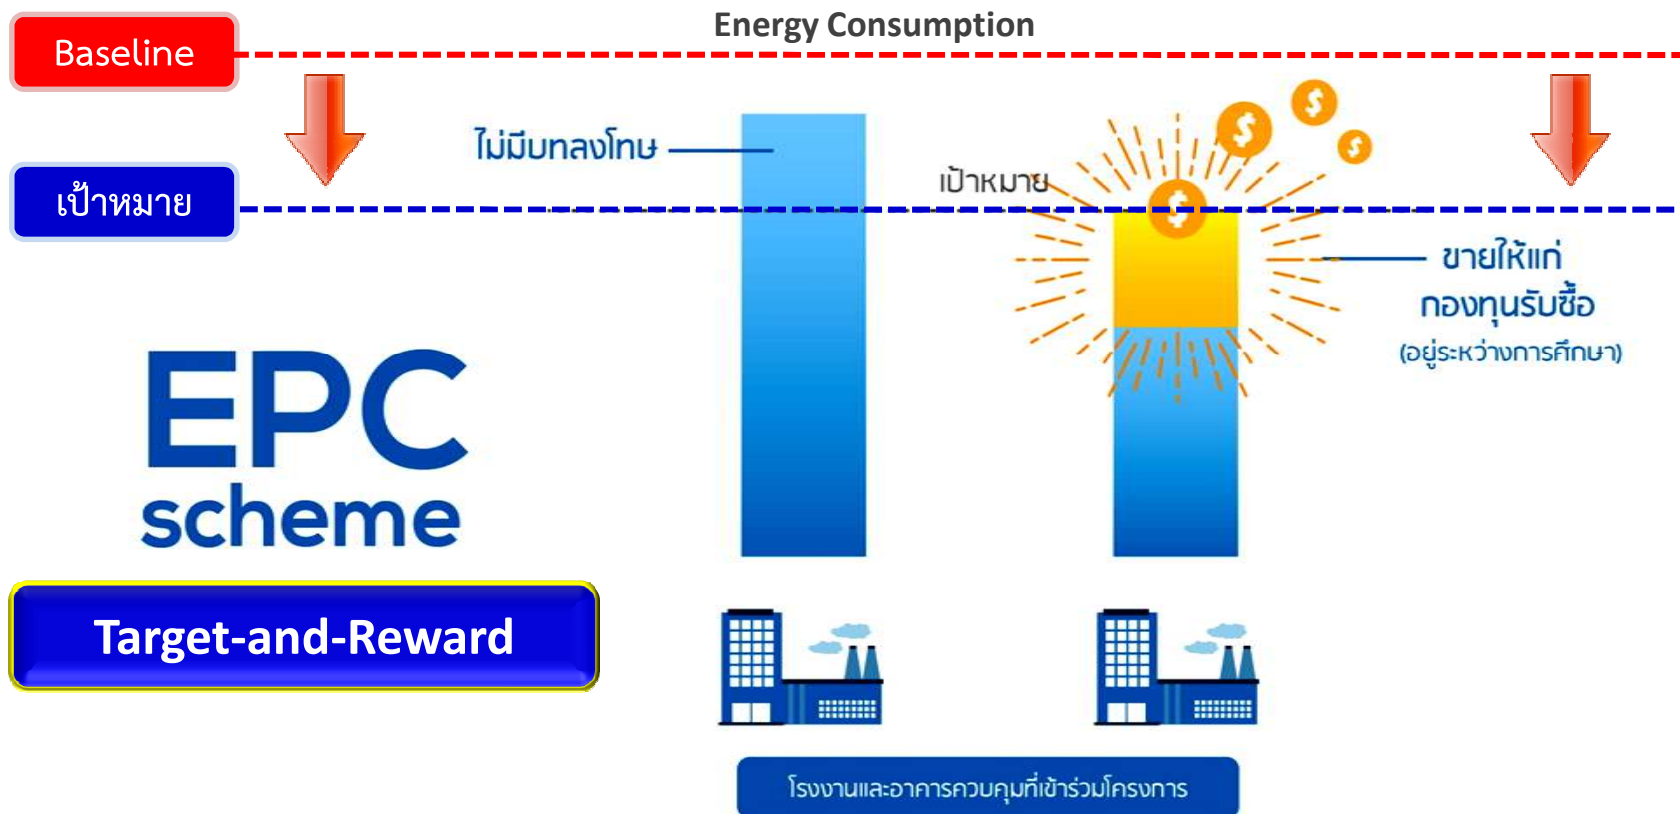 Energy Consumption
Baseline
ไม่มีบทลงโทษ
เป้าหมาย
เป้าหมาย
ขายให้แก่
กองทุนรับซื้อ
(อยู่ระหว่างการศึกษา)
EPC
scheme
Target-and-Reward
$
$
$
$
โรงงานและอาคารควบคุมที่เข้าร่วมโครงการ